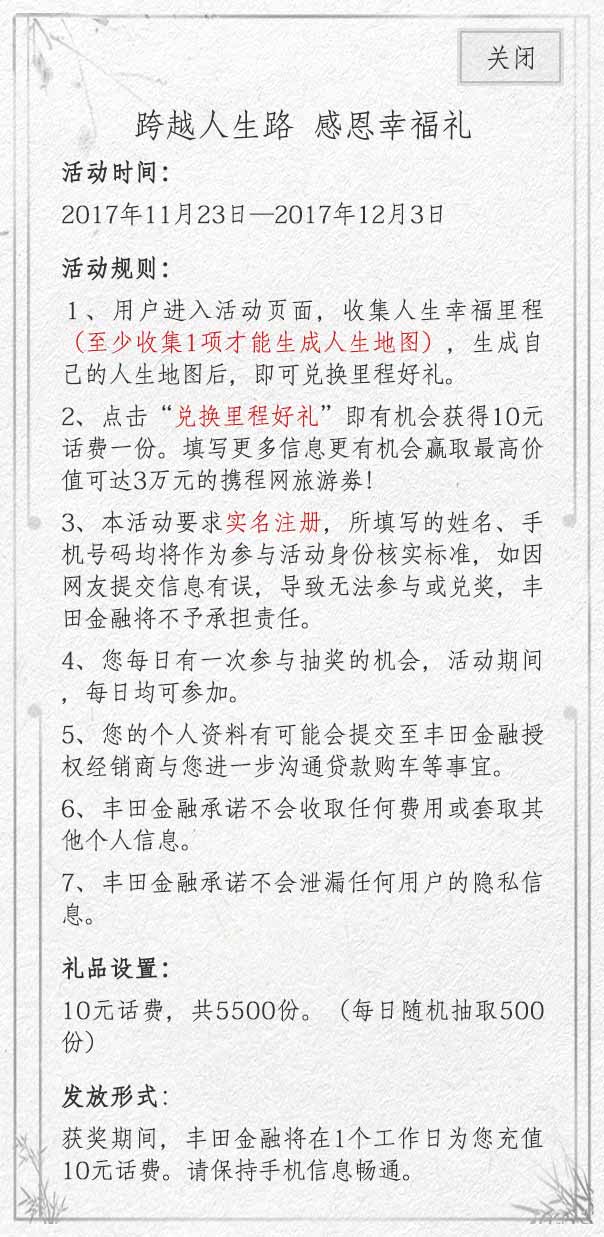 关闭
跨越人生路 感恩幸福礼
活动时间：
2017年11月23日—2017年12月3日
活动规则：
1、用户进入活动页面，收集人生幸福里程
（至少收集1项才能生成人生地图），生成自
己的人生地图后，即可兑换里程好礼。
2、点击“兑换里程好礼”即有机会获得10元
话费一份。填写更多信息更有机会赢取最高价
值可达3万元的携程网旅游券!
3、本活动要求实名注册，所填写的姓名、手
机号码均将作为参与活动身份核实标准，如因
网友提交信息有误，导致无法参与或兑奖，丰
田金融将不予承担责任。
4、您每日有一次参与抽奖的机会，活动期间
，每日均可参加。
5、您的个人资料有可能会提交至丰田金融授
权经销商与您进一步沟通贷款购车等事宜。
6、丰田金融承诺不会收取任何费用或套取其
他个人信息。
7、丰田金融承诺不会泄漏任何用户的隐私信
息。
礼品设置：
10元话费，共5500份。（每日随机抽取500
份）
发放形式：
获奖期间，丰田金融将在1个工作日为您充值
10元话费。请保持手机信息畅通。